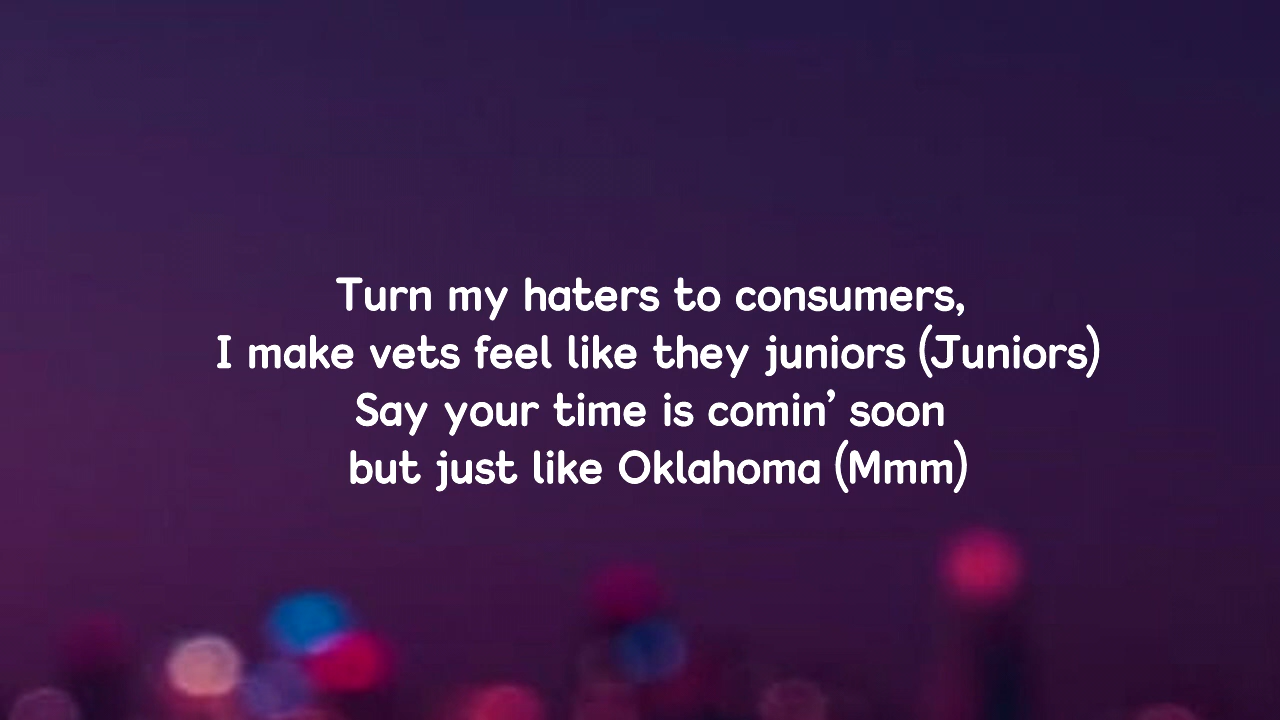 Turn my haters to consumers,
I make vets feel like they juniors (Juniors)
Say your time is comin’ soon
but just like Oklahoma (Mmm)